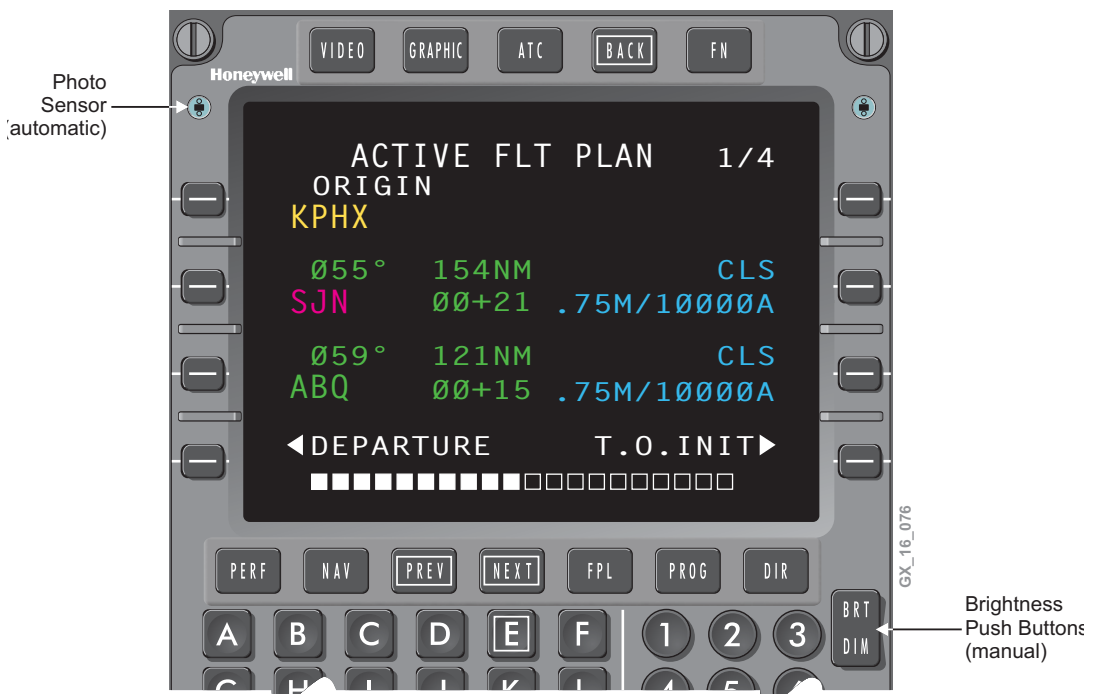 VIDEO GRAPHIC ATC BACK FN
Honeywell
Photo
Sensor
(automatic)
ACTIVE FLT PLAN 1/4
ORIGIN
KPHX
Ø55° 154NM CLS
SJN ØØ+21 .75M/1ØØØØA
Ø59° 121NM CLS
ABQ ØØ+15 .75M/1ØØØØA
DEPARTURE T.O.INIT
GX_16_076
PERF NAV PREV NEXT FPL PROG DIR
BRT
DIM
Brightness
Push Buttons
(manual)
A B C D E F 1 2 3